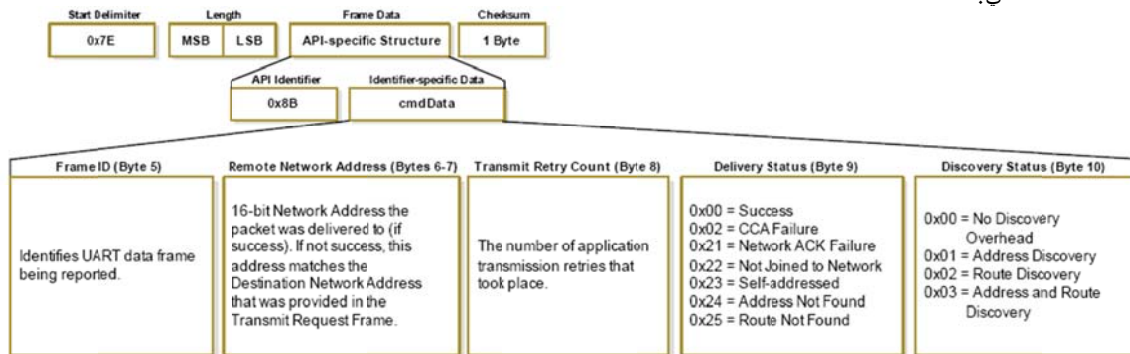 في:
Start Delimiter Length Frame Data Checksum
0x7E MSB LSB API-specific Structure 1 Byte
API Identifier Identifier-specific Data
0x8B cmdData
Frame ID (Byte 5)
Identifies UART data frame
being reported.
Remote Network Address (Bytes 6-7)
16-bit Network Address the
packet was delivered to (if
success). If not success, this
address matches the
Destination Network Address
that was provided in the
Transmit Request Frame.
Transmit Retry Count (Byte 8)
The number of application
transmission retries that
took place.
Delivery Status (Byte 9)
0x00 = Success
0x02 = CCA Failure
0x21 = Network ACK Failure
0x22 = Not Joined to Network
0x23 = Self-addressed
0x24 = Address Not Found
0x25 = Route Not Found
Discovery Status (Byte 10)
0x00 = No Discovery
Overhead
0x01 = Address Discovery
0x02 = Route Discovery
0x03 = Address and Route
Discovery